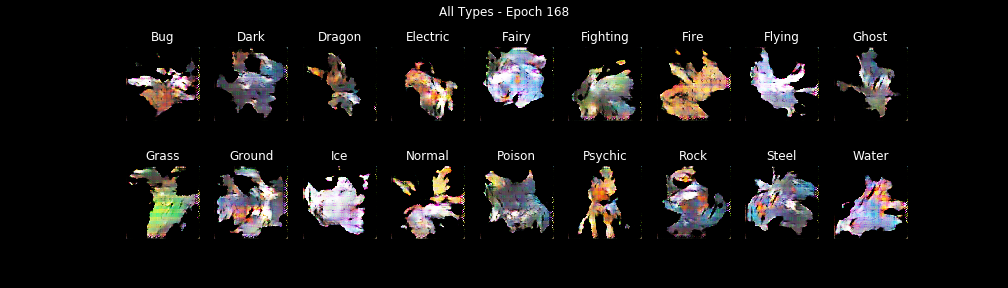 All Types - Epoch 168
Bug Dark Dragon Electric Fairy Fighting Fire Flying Ghost
Grass Ground Ice Normal Poison Psychic Rock Steel Water